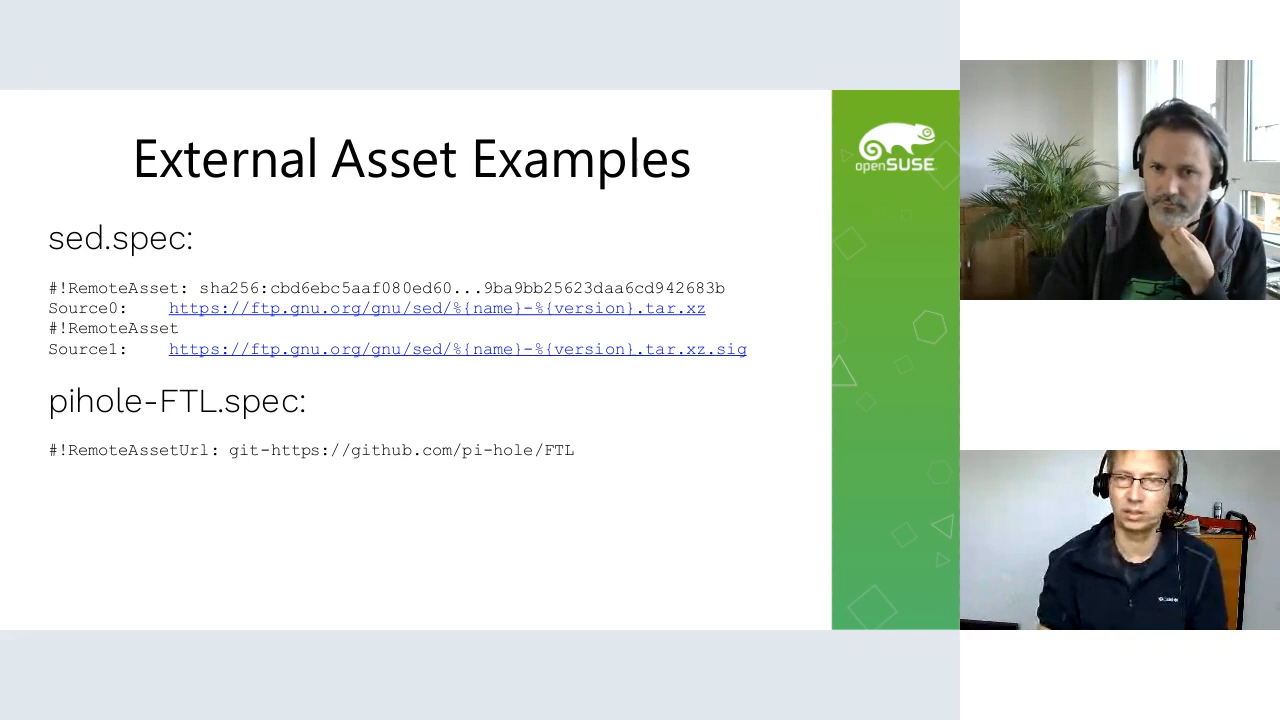 External Asset Examples
openSUSE
sed.spec:
#!RemoteAsset: sha256:cbd6ebc5aaf080ed60...9ba9bb25623daa6cd942683b
Source0: https://ftp.gnu.org/gnu/sed/%{name}-%{version}.tar.xz
#!RemoteAsset
Source1: https://ftp.gnu.org/gnu/sed/%{name}-%{version}.tar.xz.sig
pihole-FTL.spec:
#!RemoteAssetUrl: git-https://github.com/pi-hole/FTL